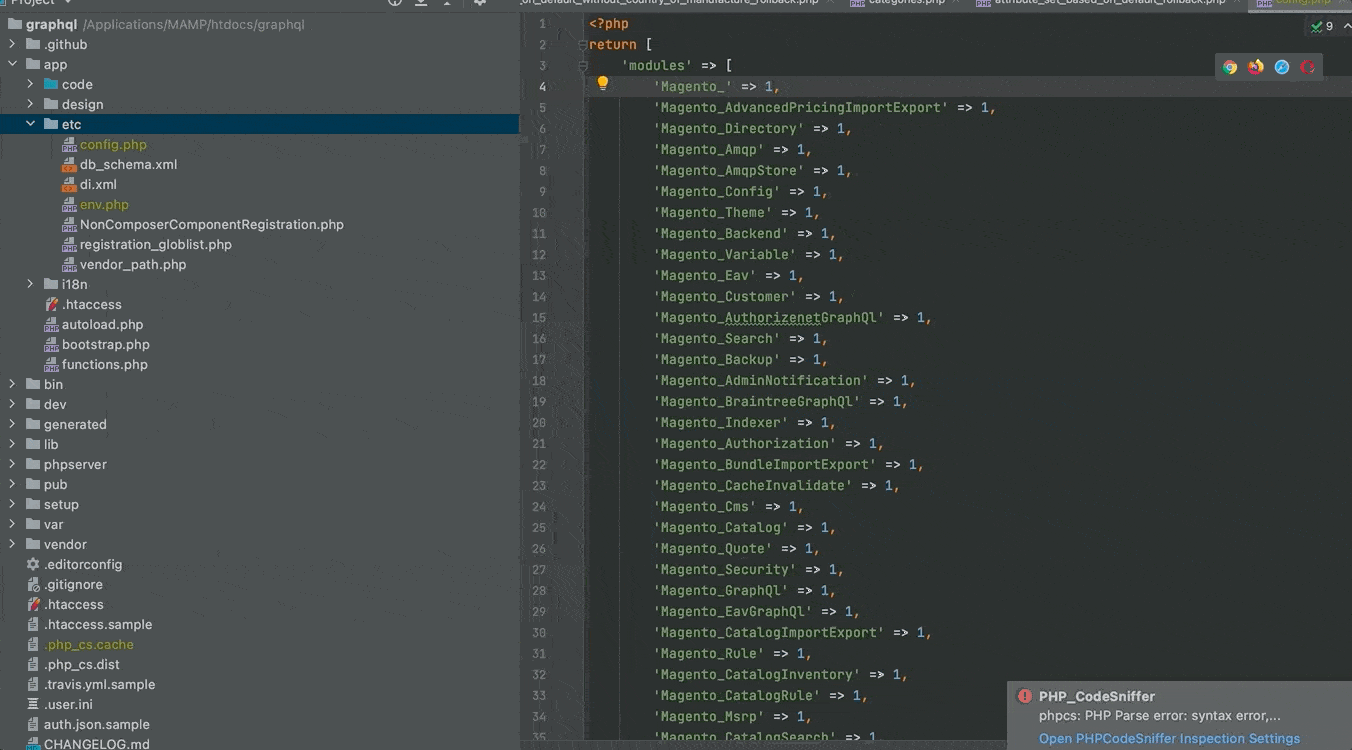 Project
graphql /Applications/MAMP/htdocs/graphql
.github
app
code
design
etc
config.php
db_schema.xml
di.xml
env.php
NonComposerComponentRegistration.php
registration_globlist.php
vendor_path.php
i18n
.htaccess
autoload.php
bootstrap.php
functions.php
bin
dev
generated
lib
phpserver
pub
setup
var
vendor
.editorconfig
.gitignore
.htaccess
.htaccess.sample
.php_cs.cache
.php_cs.dist
.travis.yml.sample
.user.ini
auth.json.sample
CHANGELOG.md
on_default_without_country_of_manufacture_rollback.php categories.php attribute_set_based_on_default_rollback.php config.php
9
1 <?php
2 return [
3 'modules' => [
4 'Magento_' => 1,
5 'Magento_AdvancedPricingImportExport' => 1,
6 'Magento_Directory' => 1,
7 'Magento_Amqp' => 1,
8 'Magento_AmqpStore' => 1,
9 'Magento_Config' => 1,
10 'Magento_Theme' => 1,
11 'Magento_Backend' => 1,
12 'Magento_Variable' => 1,
13 'Magento_Eav' => 1,
14 'Magento_Customer' => 1,
15 'Magento_AuthorizenetGraphQl' => 1,
16 'Magento_Search' => 1,
17 'Magento_Backup' => 1,
18 'Magento_AdminNotification' => 1,
19 'Magento_BraintreeGraphQl' => 1,
20 'Magento_Indexer' => 1,
21 'Magento_Authorization' => 1,
22 'Magento_BundleImportExport' => 1,
23 'Magento_CacheInvalidate' => 1,
24 'Magento_Cms' => 1,
25 'Magento_Catalog' => 1,
26 'Magento_Quote' => 1,
27 'Magento_Security' => 1,
28 'Magento_GraphQl' => 1,
29 'Magento_EavGraphQl' => 1,
30 'Magento_CatalogImportExport' => 1,
31 'Magento_Rule' => 1,
32 'Magento_CatalogInventory' => 1,
33 'Magento_CatalogRule' => 1,
34 'Magento_Msrp' => 1,
35 'Magento_CatalogSearch' => 1,
PHP_CodeSniffer
phpcs: PHP Parse error: syntax error,...
Open PHPCodeSniffer Inspection Settings